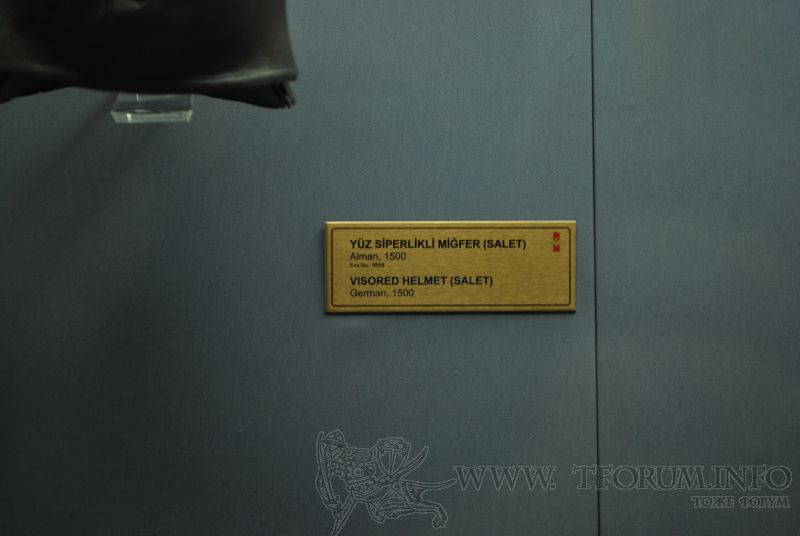 YÜZ SİPERLİKLİ MİĞFER (SALET)
Alman, 1500
VISORED HELMET (SALET)
German, 1500
WWW. TFORUM.INFO
ТОЖЕ ФОРУМ